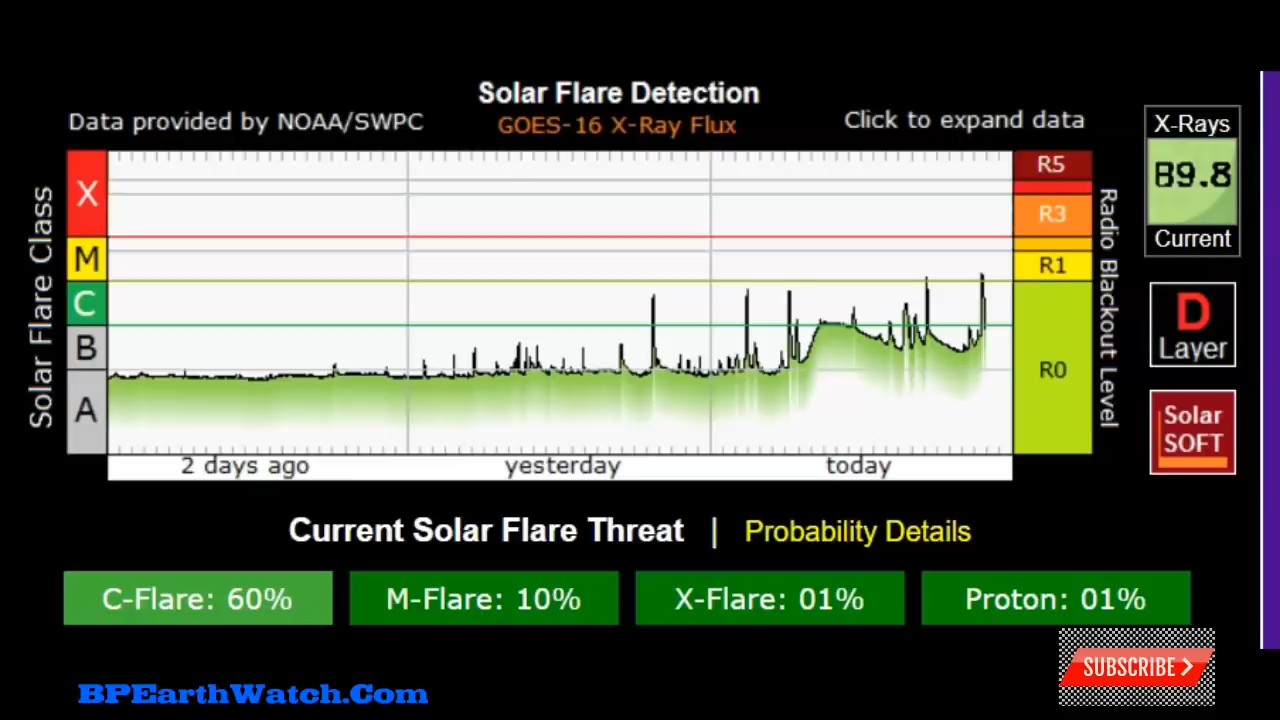 Solar Flare Detection
Data provided by NOAA/SWPC
GOES-16 X-Ray Flux
Click to expand data
X-Rays
B9.8
Current
Solar Flare Class
X
M
C
B
A
R5
R3
R1
R0
Radio Blackout Level
D
Layer
Solar
SOFT
2 days ago yesterday today
Current Solar Flare Threat | Probability Details
C-Flare: 60% M-Flare: 10% X-Flare: 01% Proton: 01%
SUBSCRIBE
BPEarthWatch.Com